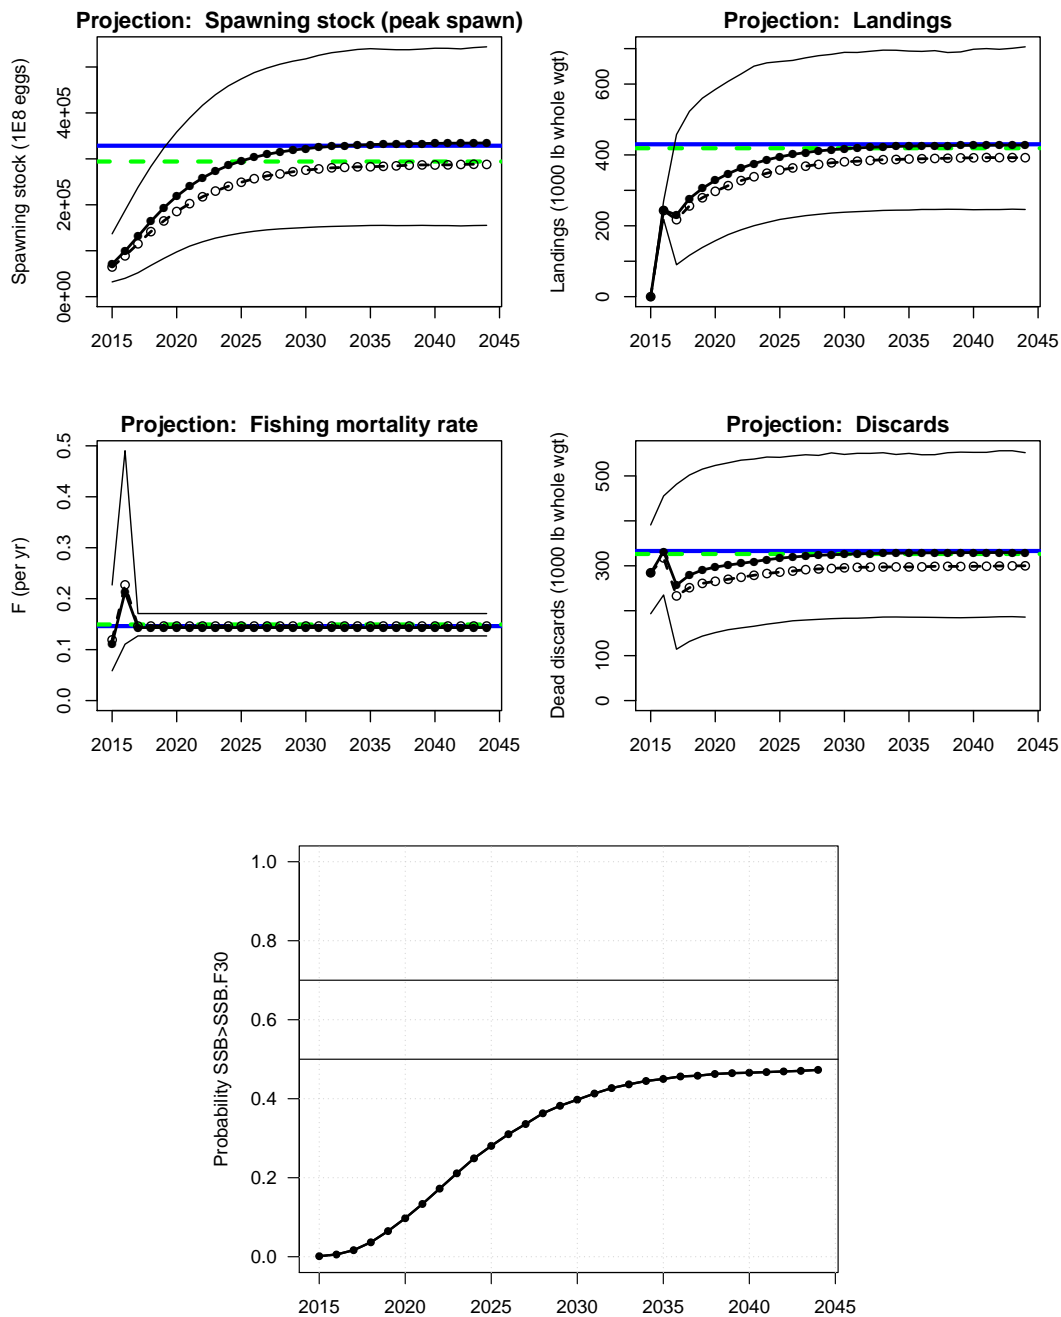 Projection:  Spawning stock (peak spawn)
Spawning stock (1E8 eggs)
0e+00 2e+05 4e+05
2015 2020 2025 2030 2035 2040 2045
Projection:  Landings
Landings (1000 lb whole wgt)
0 200 400 600
2015 2020 2025 2030 2035 2040 2045
Projection:  Fishing mortality rate
F (per yr)
0.0 0.1 0.2 0.3 0.4 0.5
2015 2020 2025 2030 2035 2040 2045
Projection:  Discards
Dead discards (1000 lb whole wgt)
0 100 300 500
2015 2020 2025 2030 2035 2040 2045
Probability SSB>SSB.F30
1.0
0.8
0.6
0.4
0.2
0.0
2015 2020 2025 2030 2035 2040 2045